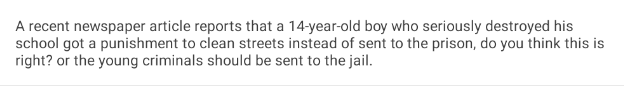 A recent newspaper article reports that a 14-year-old boy who seriously destroyed his
school got a punishment to clean streets instead of sent to the prison, do you think this is
right? or the young criminals should be sent to the jail.